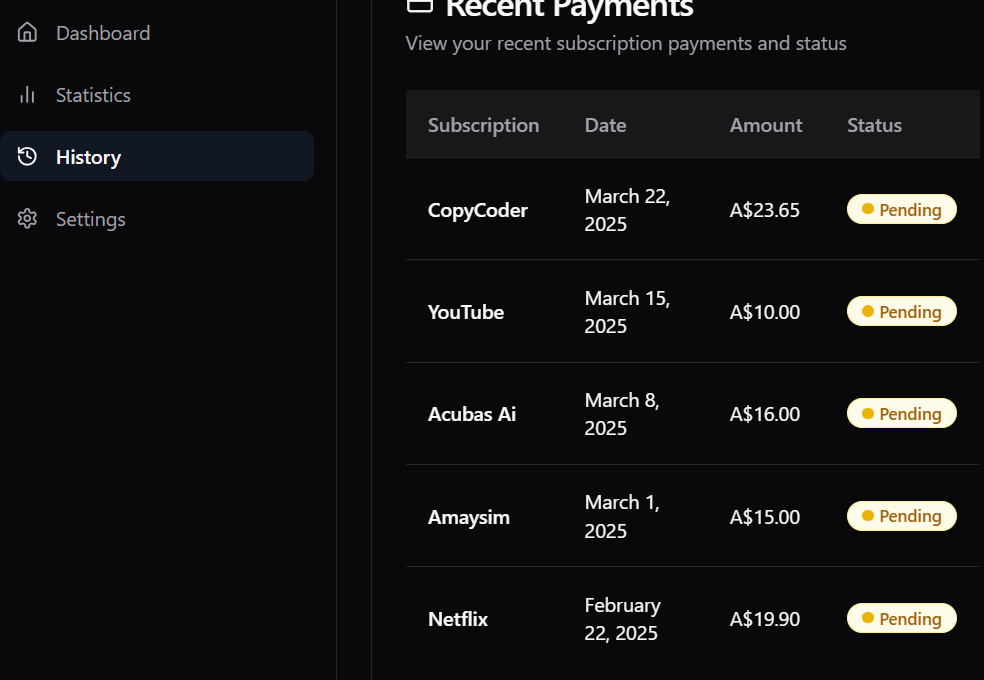 Dashboard
Statistics
History
Settings
Recent Payments
View your recent subscription payments and status
Subscription Date Amount Status
CopyCoder March 22, A$23.65 Pending
2025
YouTube March 15, A$10.00 Pending
2025
Acubas Ai March 8, A$16.00 Pending
2025
Amaysim March 1, A$15.00 Pending
2025
Netflix February A$19.90 Pending
22, 2025